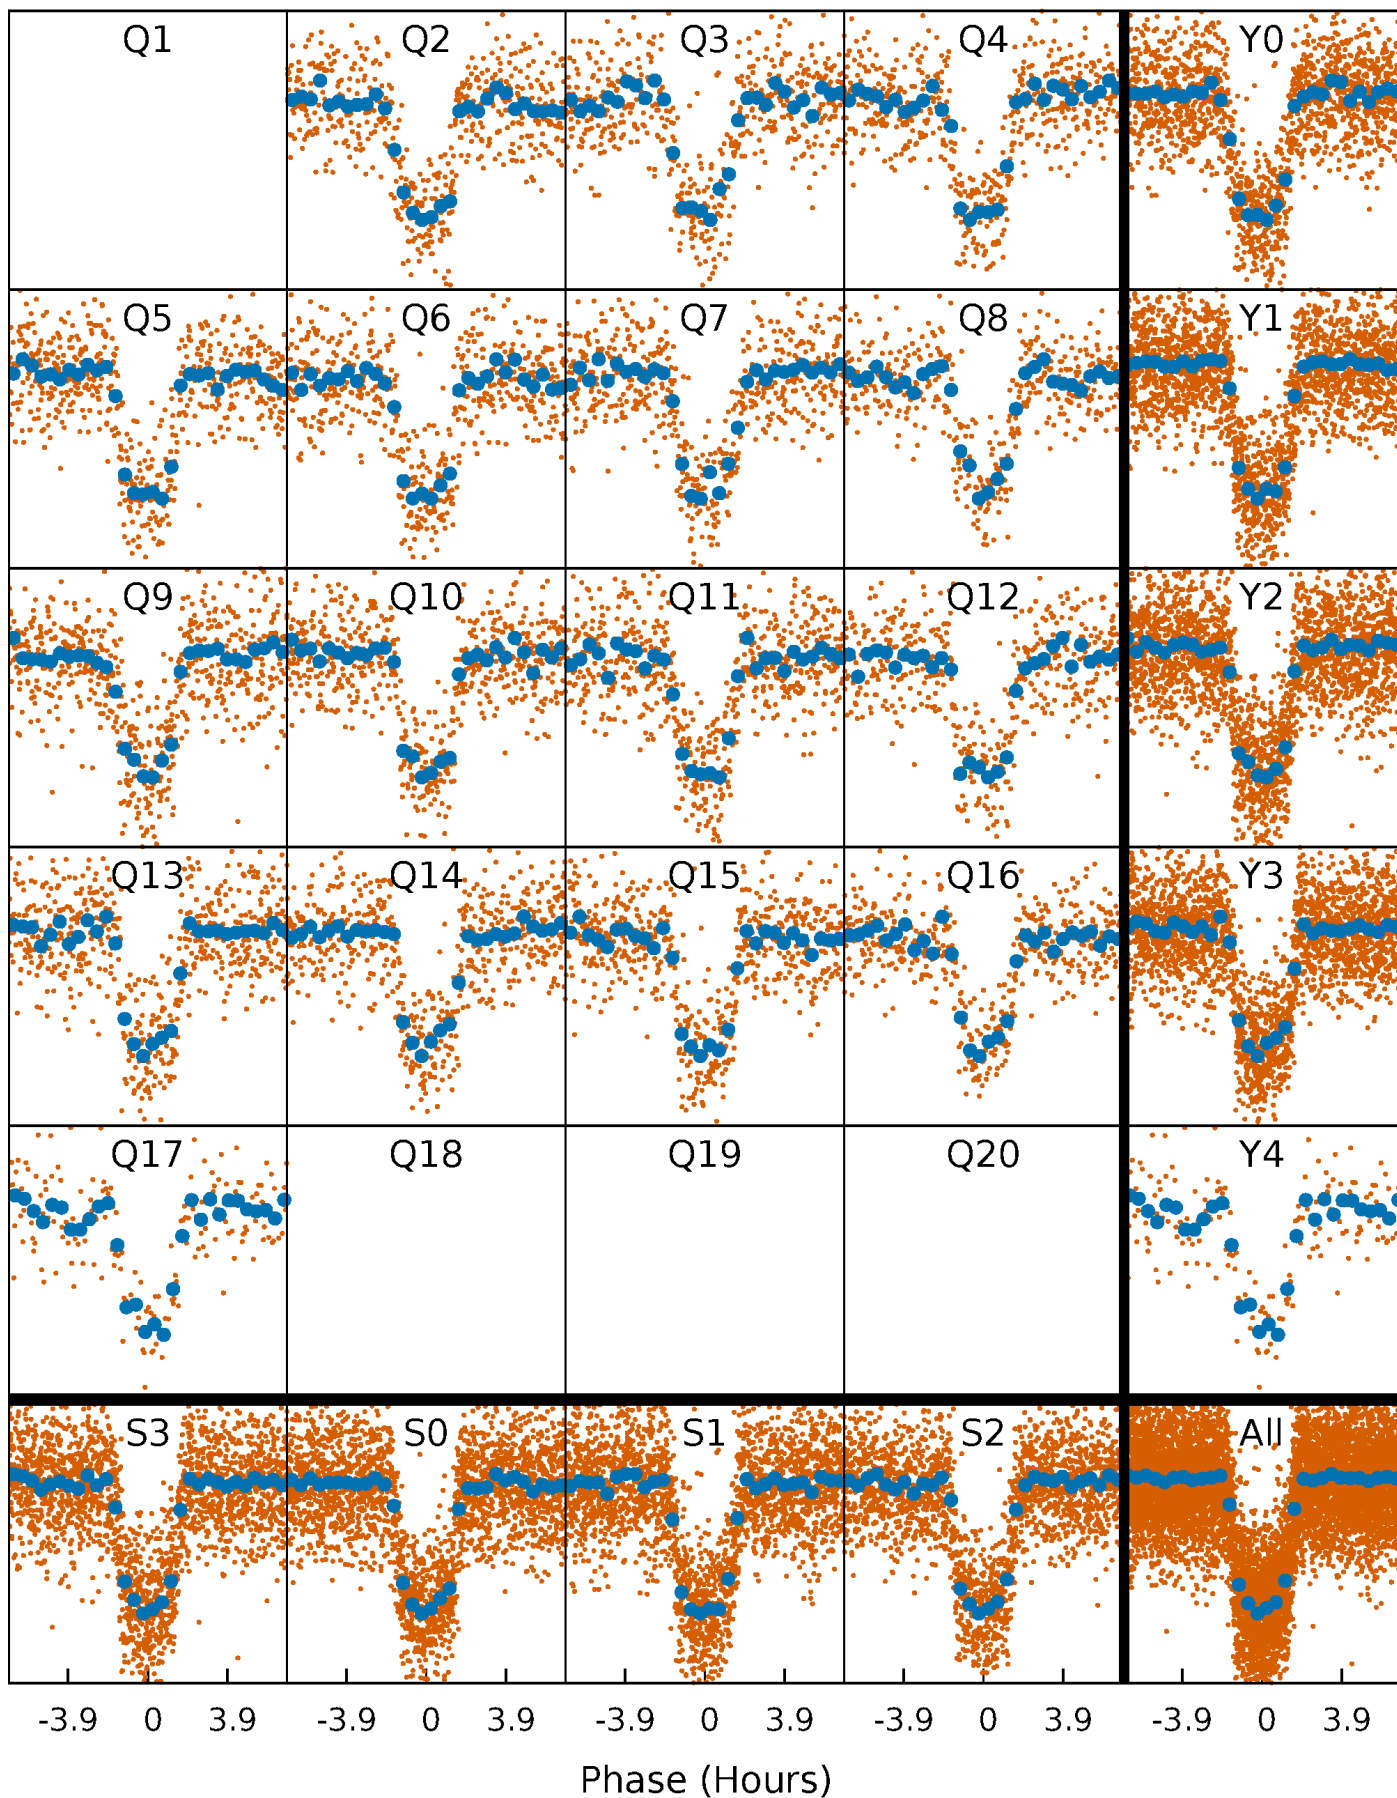 Q1 Q2 Q3 Q4 Y0
Q5 Q6 Q7 Q8 Y1
Q9 Q10 Q11 Q12 Y2
Q13 Q14 Q15 Q16 Y3
Q17 Q18 Q19 Q20 Y4
S3 S0 S1 S2 All
-3.9 0 3.9 -3.9 0 3.9 -3.9 0 3.9 -3.9 0 3.9 -3.9 0 3.9
Phase (Hours)